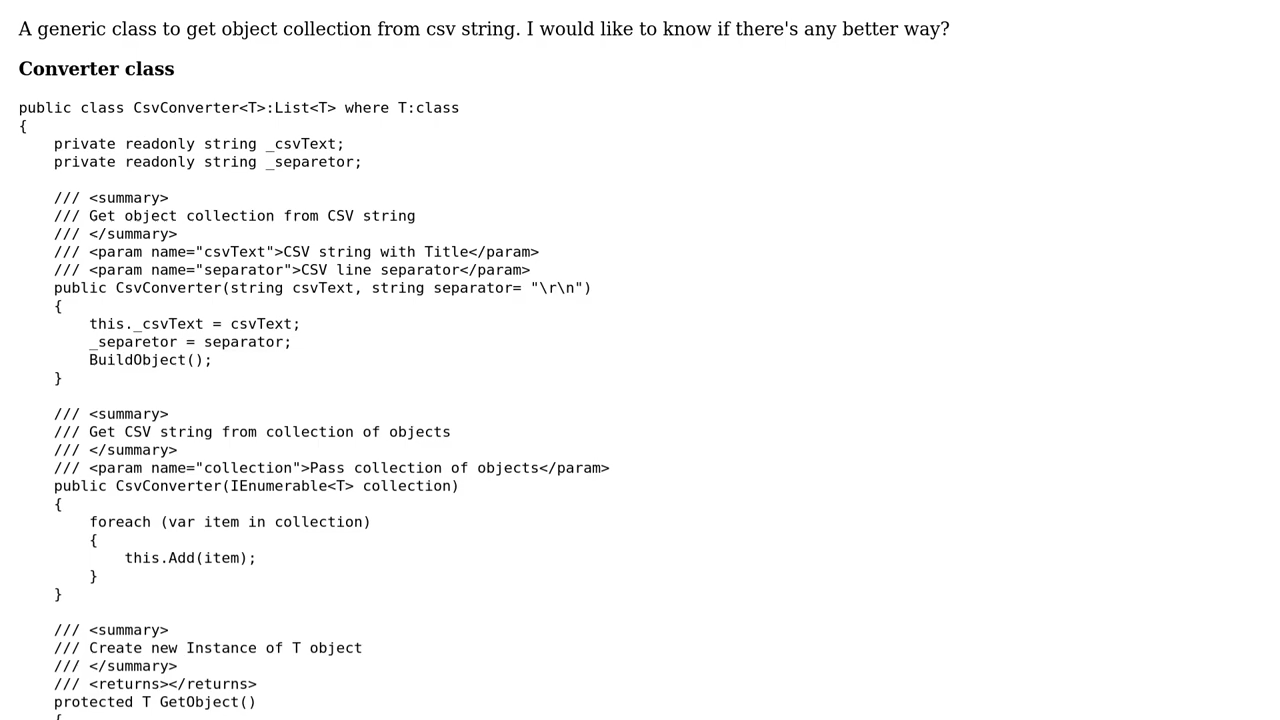 A generic class to get object collection from csv string. I would like to know if there's any better way?
Converter class
public class CsvConverter<T>:List<T> where T:class
{
    private readonly string _csvText;
    private readonly string _separetor;

    /// <summary>
    /// Get object collection from CSV string
    /// </summary>
    /// <param name="csvText">CSV string with Title</param>
    /// <param name="separator">CSV line separator</param>
    public CsvConverter(string csvText, string separator= "\r\n")
    {
        this._csvText = csvText;
        _separetor = separator;
        BuildObject();
    }

    /// <summary>
    /// Get CSV string from collection of objects
    /// </summary>
    /// <param name="collection">Pass collection of objects</param>
    public CsvConverter(IEnumerable<T> collection)
    {
        foreach (var item in collection)
        {
            this.Add(item);
        }
    }

    /// <summary>
    /// Create new Instance of T object
    /// </summary>
    /// <returns></returns>
    protected T GetObject()
    {